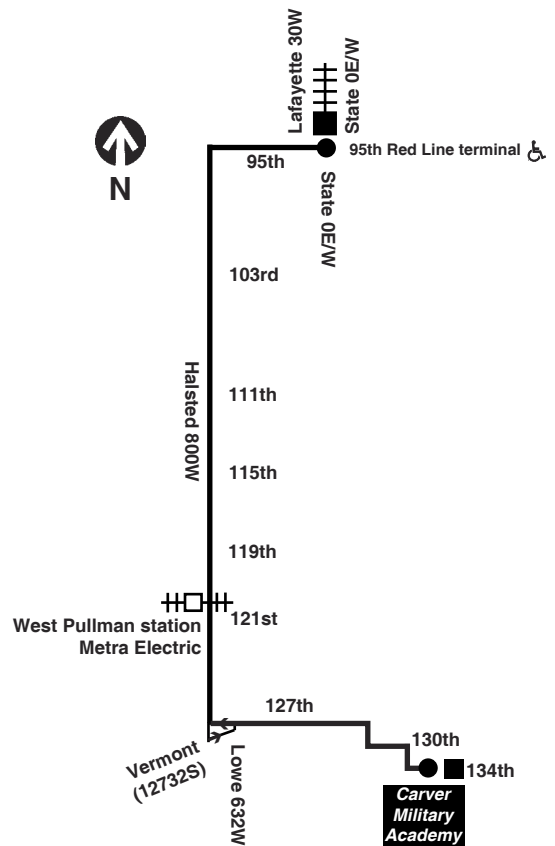 Lafayette 30W
State 0E/W
N
95th
95th Red Line terminal
State 0E/W
103rd
Halsted 800W
111th
115th
119th
West Pullman station
Metra Electric
121st
127th
Vermont
(12732S)
Lowe 632W
130th
134th
Carver
Military
Academy